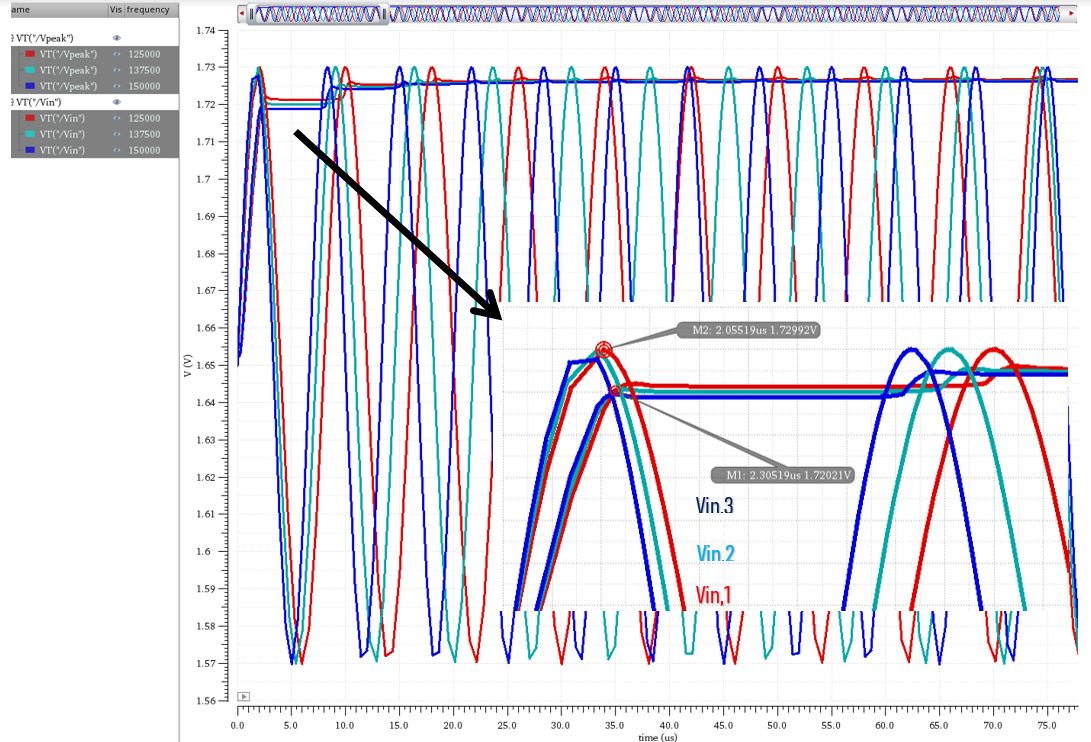 ame Vis frequency
VT("/Vpeak")
VT("/Vpeak") 125000
VT("/Vpeak") 137500
VT("/Vpeak") 150000
VT("/Vin")
VT("/Vin") 125000
VT("/Vin") 137500
VT("/Vin") 150000
1.74
1.73
1.72
1.71
1.7
1.69
1.68
1.67
1.66
1.65
1.64
1.63
1.62
1.61
1.6
1.59
1.58
1.57
1.56
V (V)
M2: 2.05519us 1.72992V
M1: 2.30519us 1.72021V
Vin.3
Vin.2
Vin,1
0.0 5.0 10.0 15.0 20.0 25.0 30.0 35.0 40.0 45.0 50.0 55.0 60.0 65.0 70.0 75.0
time (us)